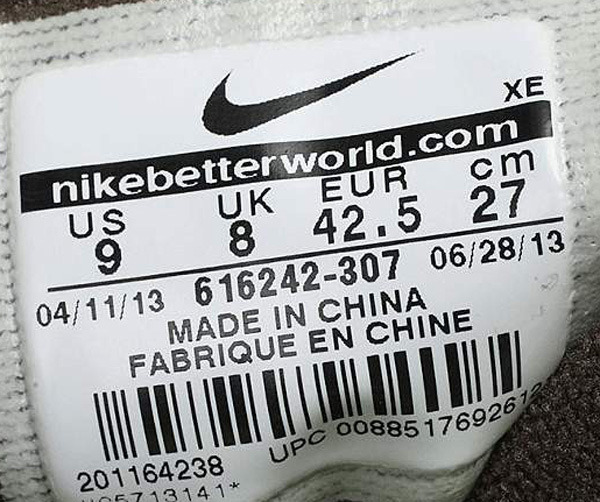 XE
nikebetterworld.com
US UK EUR cm
9 8 42.5 27
04/11/13 616242-307 06/28/13
MADE IN CHINA
FABRIQUE EN CHINE
201164238 UPC 00885176926